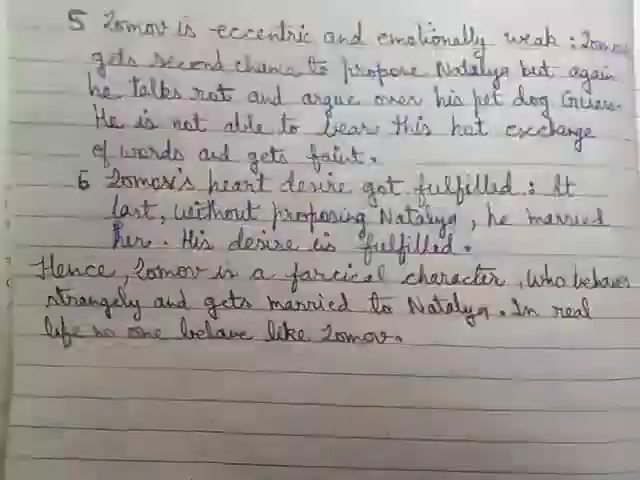 5 Lomov is eccentric and emotionally weak : Lomov
gets second chance to propose Natalya but again
he talks rot and argue over his pet dog Guess.
He is not able to bear this hot exchange
of words and gets faint.
6 Lomov's heart desire got fulfilled : At
last, without proposing Natalya, he married
her. His desire is fulfilled.
Hence, Lomov is a farcical character, who behaves
strangely and gets married to Natalya. In real
life no one behave like Lomov.